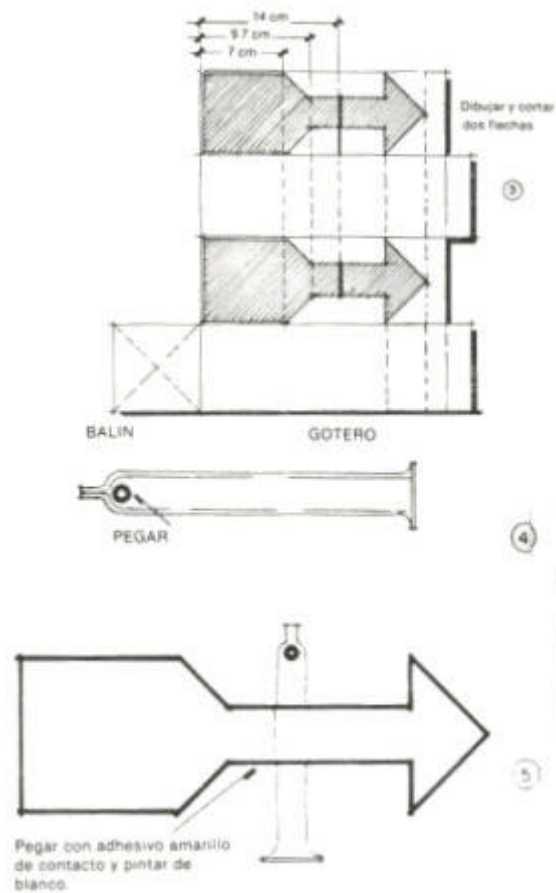 14 cm
9.7 cm
7 cm
Dibujar y cortar
dos flechas
3
BALIN
GOTERO
PEGAR
4
5
Pegar con adhesivo amarillo
de contacto y pintar de
blanco.